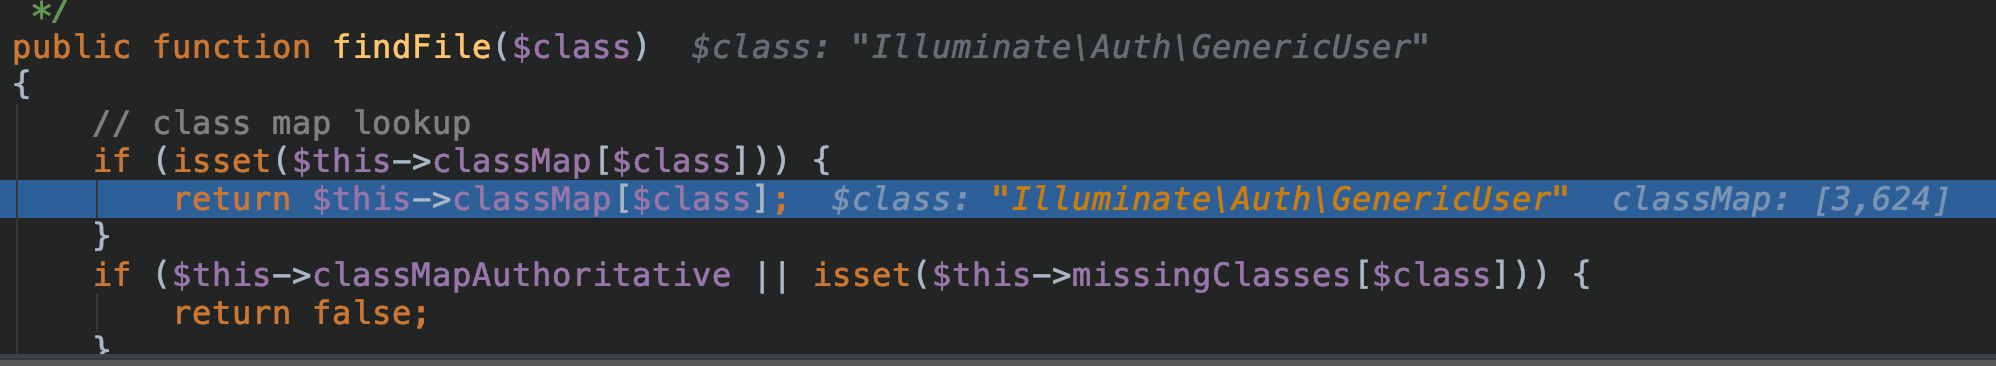 */
public function findFile($class)  $class: "Illuminate\Auth\GenericUser"
{
    // class map lookup
    if (isset($this->classMap[$class])) {
        return $this->classMap[$class];  $class: "Illuminate\Auth\GenericUser"  classMap: [3,624]
    }
    if ($this->classMapAuthoritative || isset($this->missingClasses[$class])) {
        return false;
    }